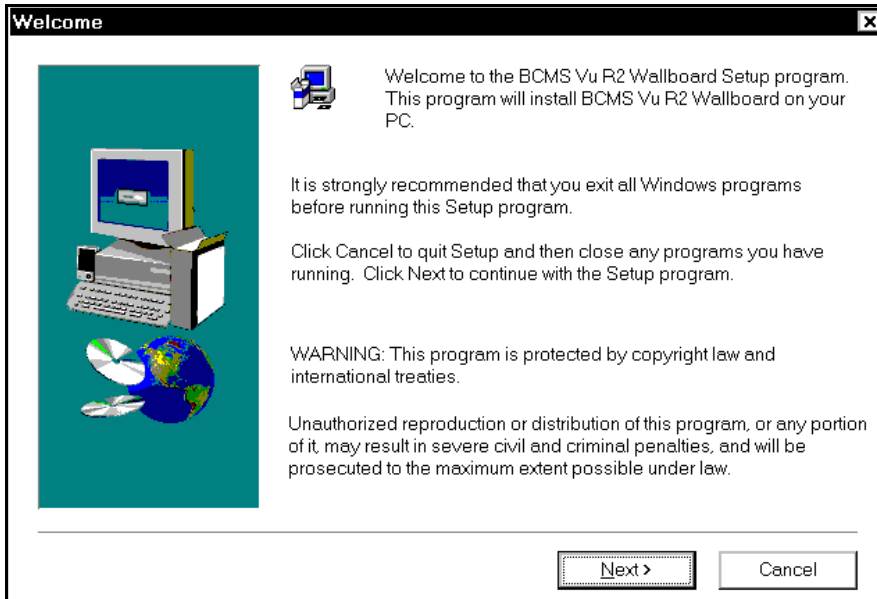 Welcome
Welcome to the BCMS Vu R2 Wallboard Setup program.
This program will install BCMS Vu R2 Wallboard on your
PC.
It is strongly recommended that you exit all Windows programs
before running this Setup program.
Click Cancel to quit Setup and then close any programs you have
running. Click Next to continue with the Setup program.
WARNING: This program is protected by copyright law and
international treaties.
Unauthorized reproduction or distribution of this program, or any portion
of it, may result in severe civil and criminal penalties, and will be
prosecuted to the maximum extent possible under law.
Next >
Cancel